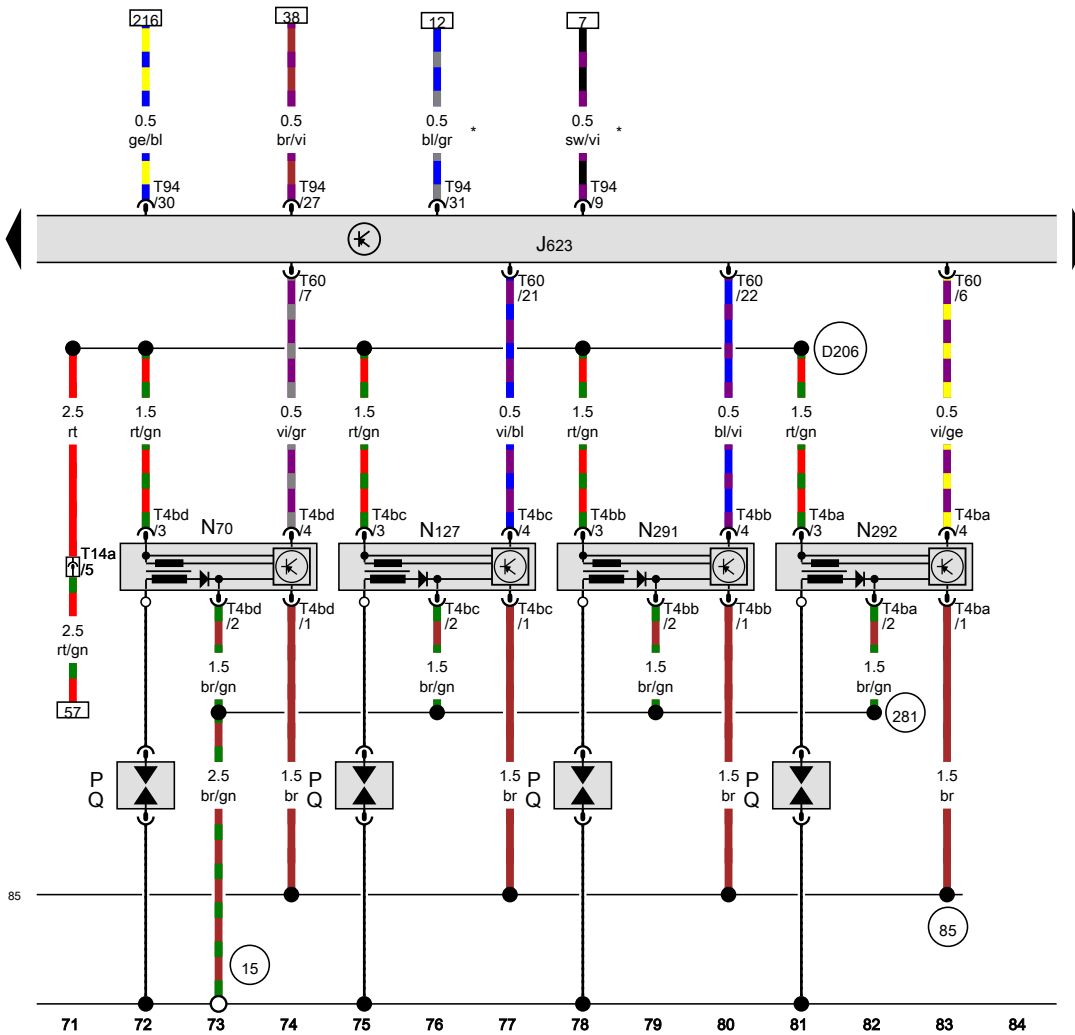 216 38 12 7
0.5 0.5 0.5 0.5
ge/bl br/vi bl/gr * sw/vi *
T94 T94 T94 T94
/30 /27 /31 /9
J623
T60 T60 T60 T60
/7 /21 /22 /6
D206
2.5 1.5 0.5 1.5 0.5 1.5 0.5 1.5 0.5
rt rt/gn vi/gr rt/gn vi/bl rt/gn bl/vi rt/gn vi/ge
T4bd N70 T4bd T4bc N127 T4bc T4bb N291 T4bb T4ba N292 T4ba
/3 /4 /3 /4 /3 /4 /3 /4
T14a
/5
T4bd T4bd T4bc T4bc T4bb T4bb T4ba T4ba
/2 /1 /2 /1 /2 /1 /2 /1
2.5 1.5 1.5 1.5 1.5
rt/gn br/gn br/gn br/gn br/gn
57 281
P 2.5 1.5 P 1.5 P 1.5 P 1.5
Q br/gn br Q br Q br Q br
85
85
15
71 72 73 74 75 76 77 78 79 80 81 82 83 84